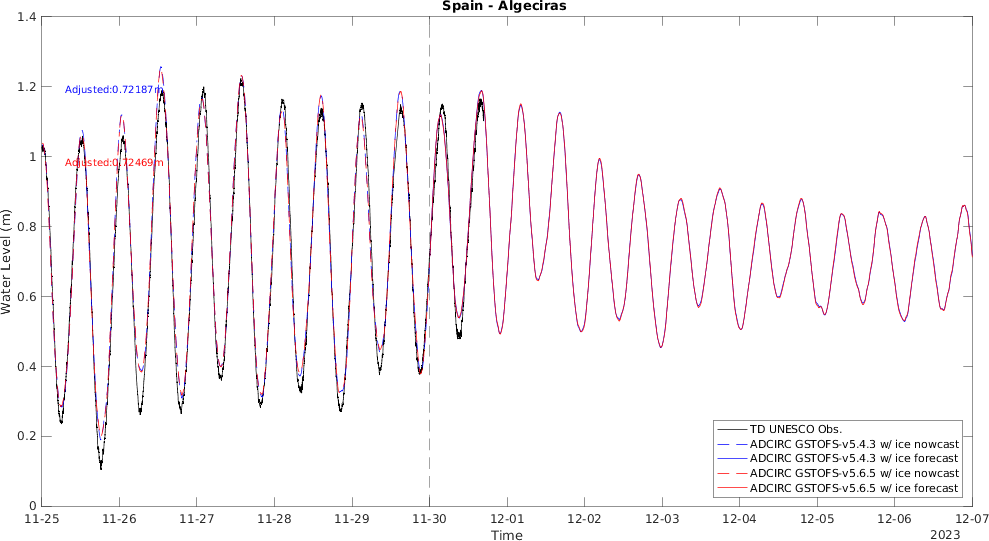 Spain - Algeciras
1.4
1.2
1
0.8
0.6
0.4
0.2
0
Water Level (m)
Adjusted:0.72187m
Adjusted:0.72469m
TD UNESCO Obs.
ADCIRC GSTOFS-v5.4.3 w/ ice nowcast
ADCIRC GSTOFS-v5.4.3 w/ ice forecast
ADCIRC GSTOFS-v5.6.5 w/ ice nowcast
ADCIRC GSTOFS-v5.6.5 w/ ice forecast
11-25 11-26 11-27 11-28 11-29 11-30 12-01 12-02 12-03 12-04 12-05 12-06 12-07
Time
2023